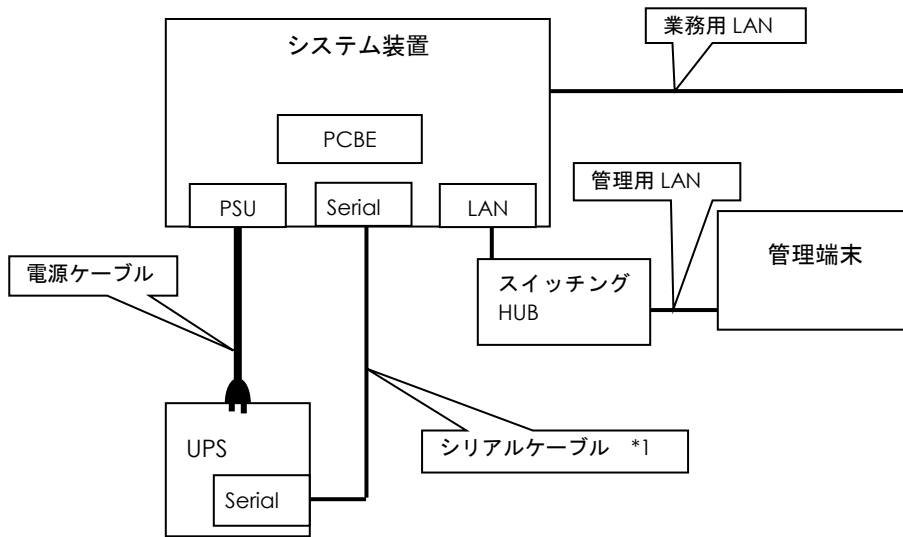 業務用 LAN
システム装置
PCBE
管理用 LAN
PSU
Serial
LAN
管理端末
電源ケーブル
スイッチング
HUB
UPS
シリアルケーブル *1
Serial